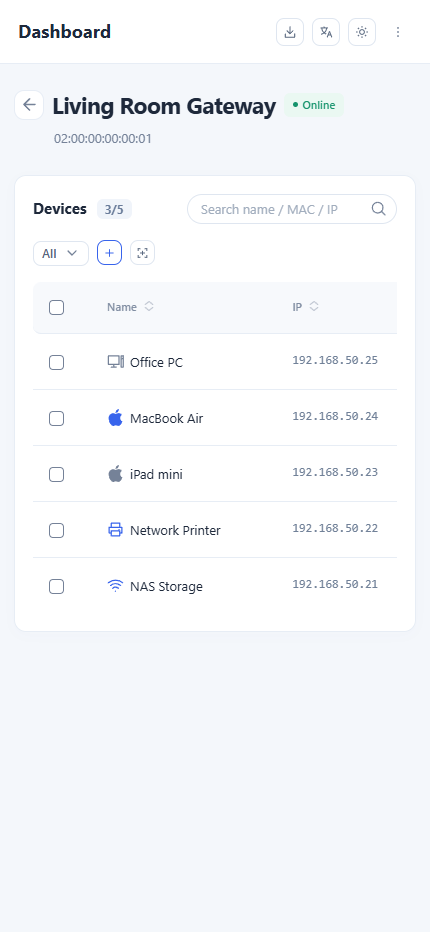 Dashboard
Living Room Gateway
Online
02:00:00:00:00:01
Devices 3/5
Search name / MAC / IP
All
Name IP
Office PC 192.168.50.25
MacBook Air 192.168.50.24
iPad mini 192.168.50.23
Network Printer 192.168.50.22
NAS Storage 192.168.50.21